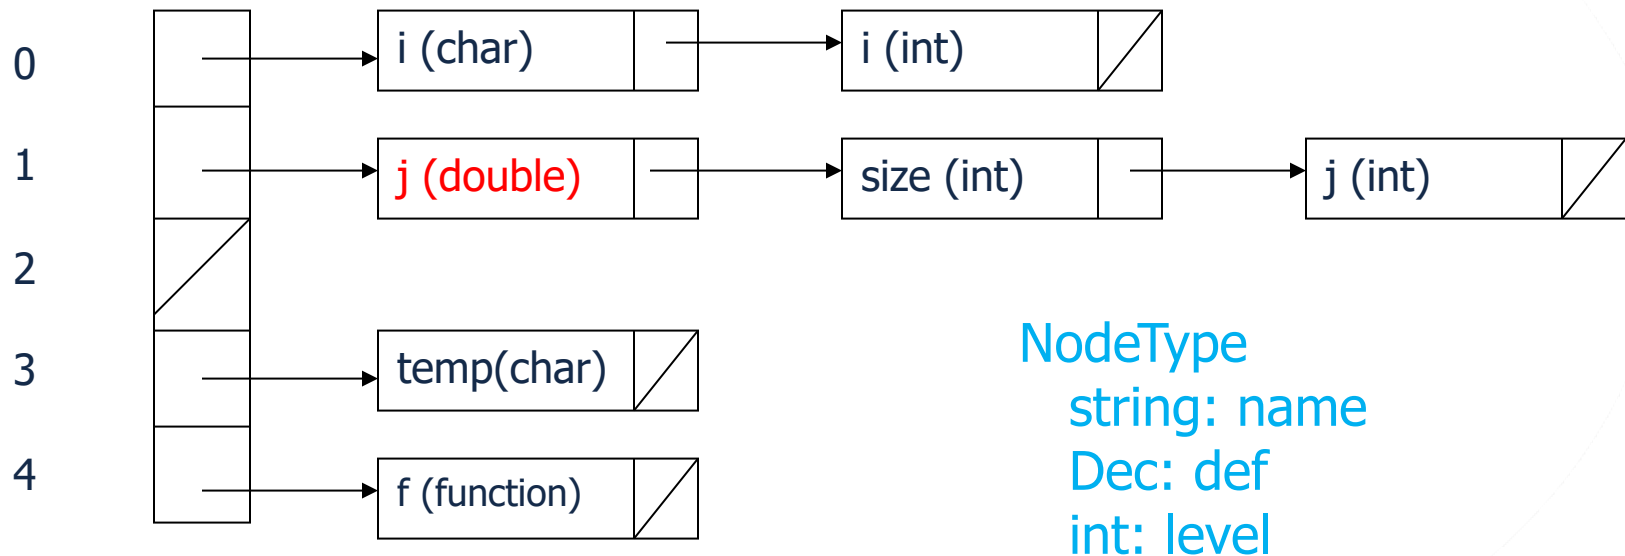 0
i (char)
i (int)
1
j (double)
size (int)
j (int)
2
3
temp(char)
4
f (function)
NodeType
string: name
Dec: def
int: level